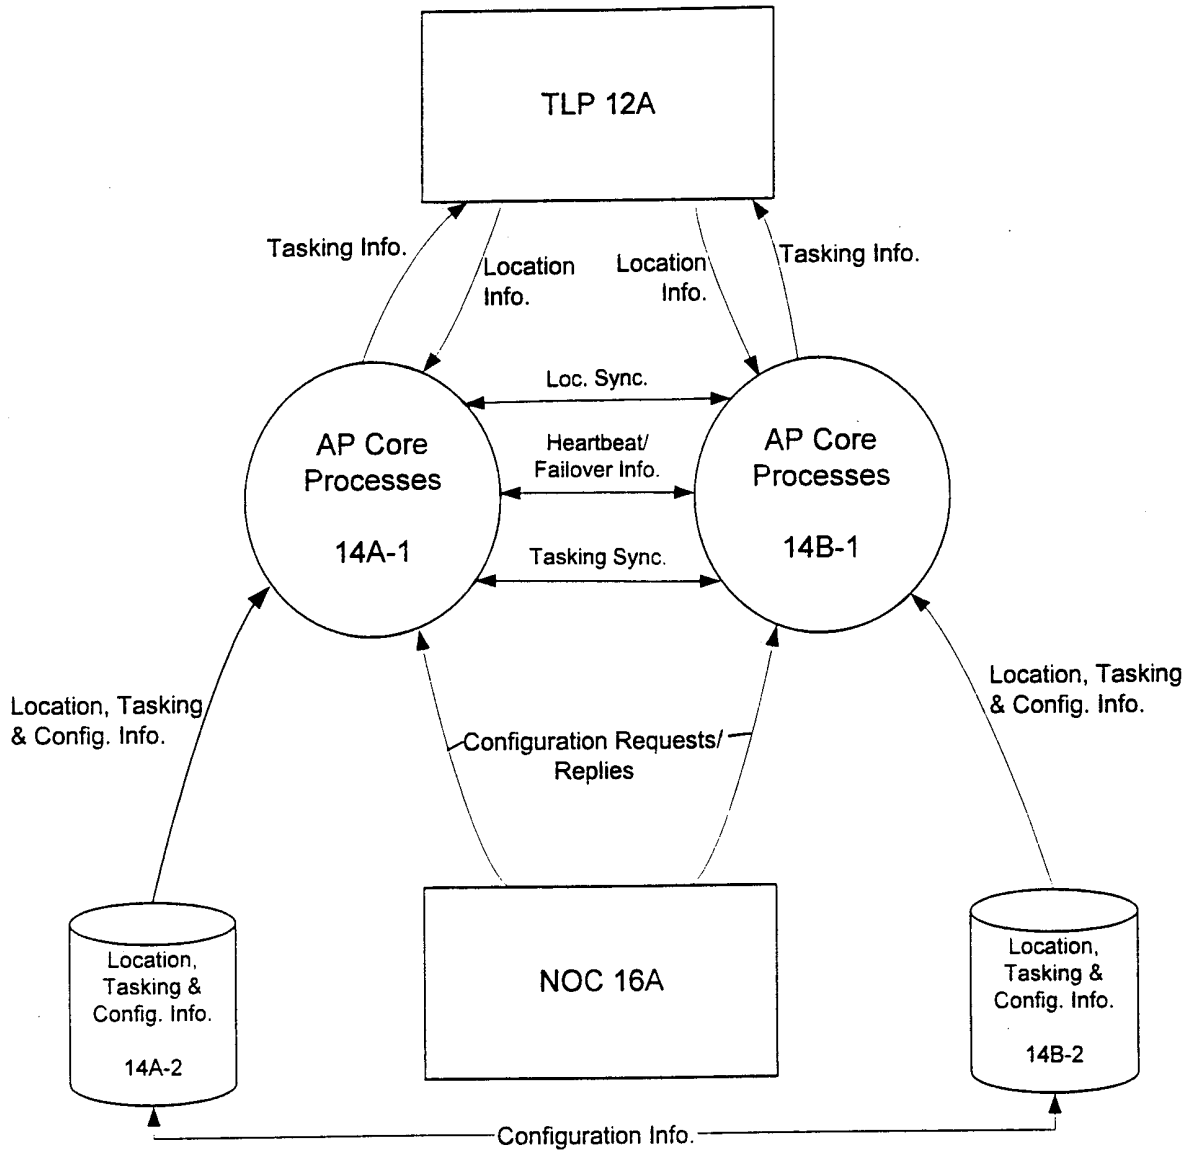 TLP 12A
Tasking Info.
Location
Info.
Location
Info.
Tasking Info.
Loc. Sync.
AP Core
Processes
14A-1
Heartbeat/
Failover Info.
AP Core
Processes
14B-1
Tasking Sync.
Location, Tasking
& Config. Info.
Configuration Requests/
Replies
Location, Tasking
& Config. Info.
Location,
Tasking &
Config. Info.
14A-2
NOC 16A
Location,
Tasking &
Config. Info.
14B-2
Configuration Info.